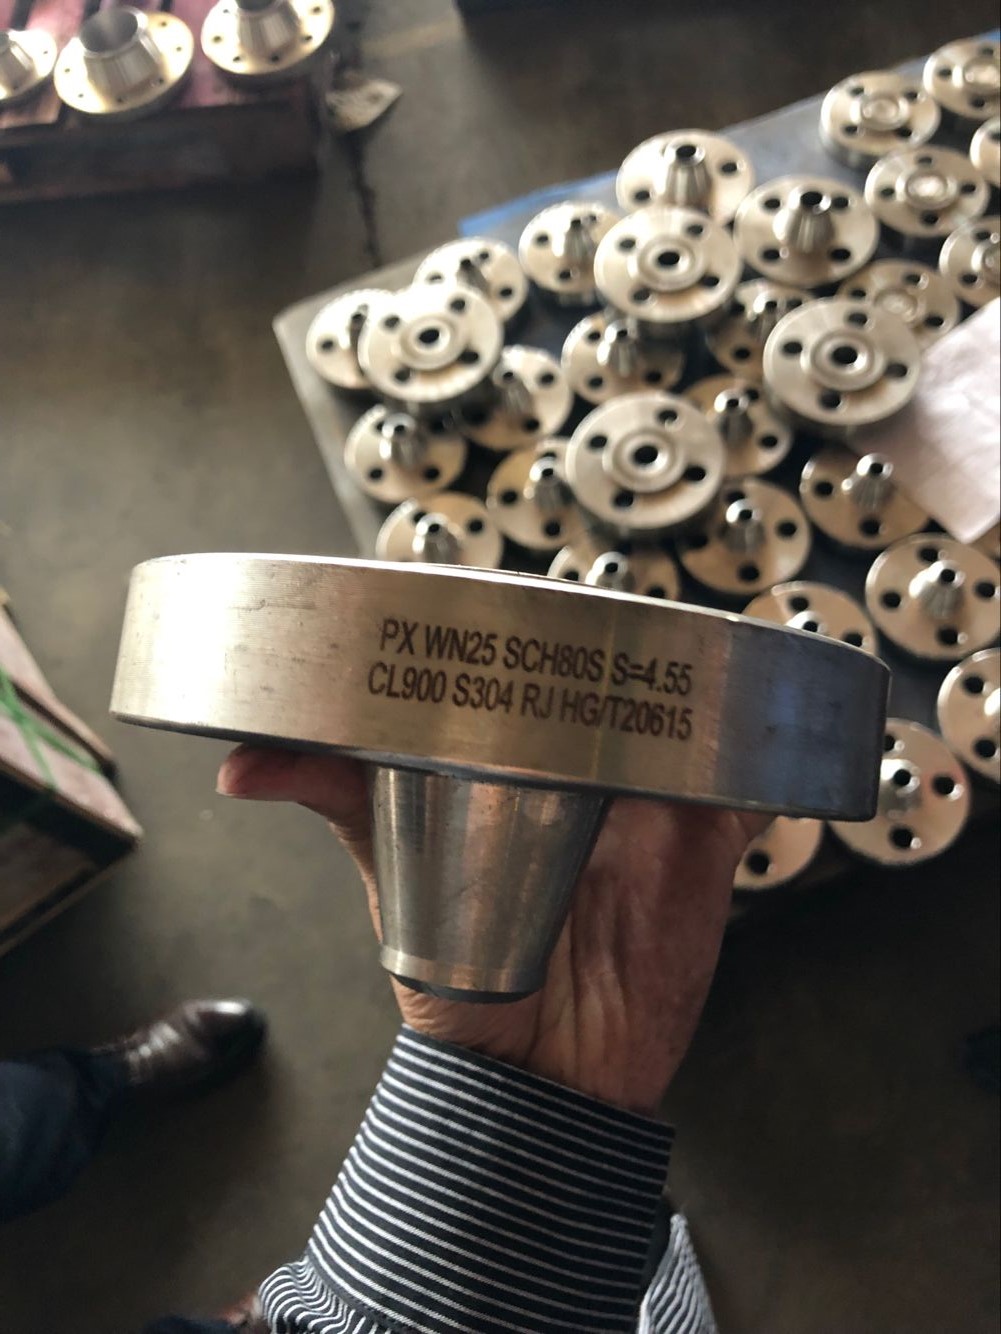 PX WN25 SCH80S S=4.55
CL900 S304 RJ HG/T20615